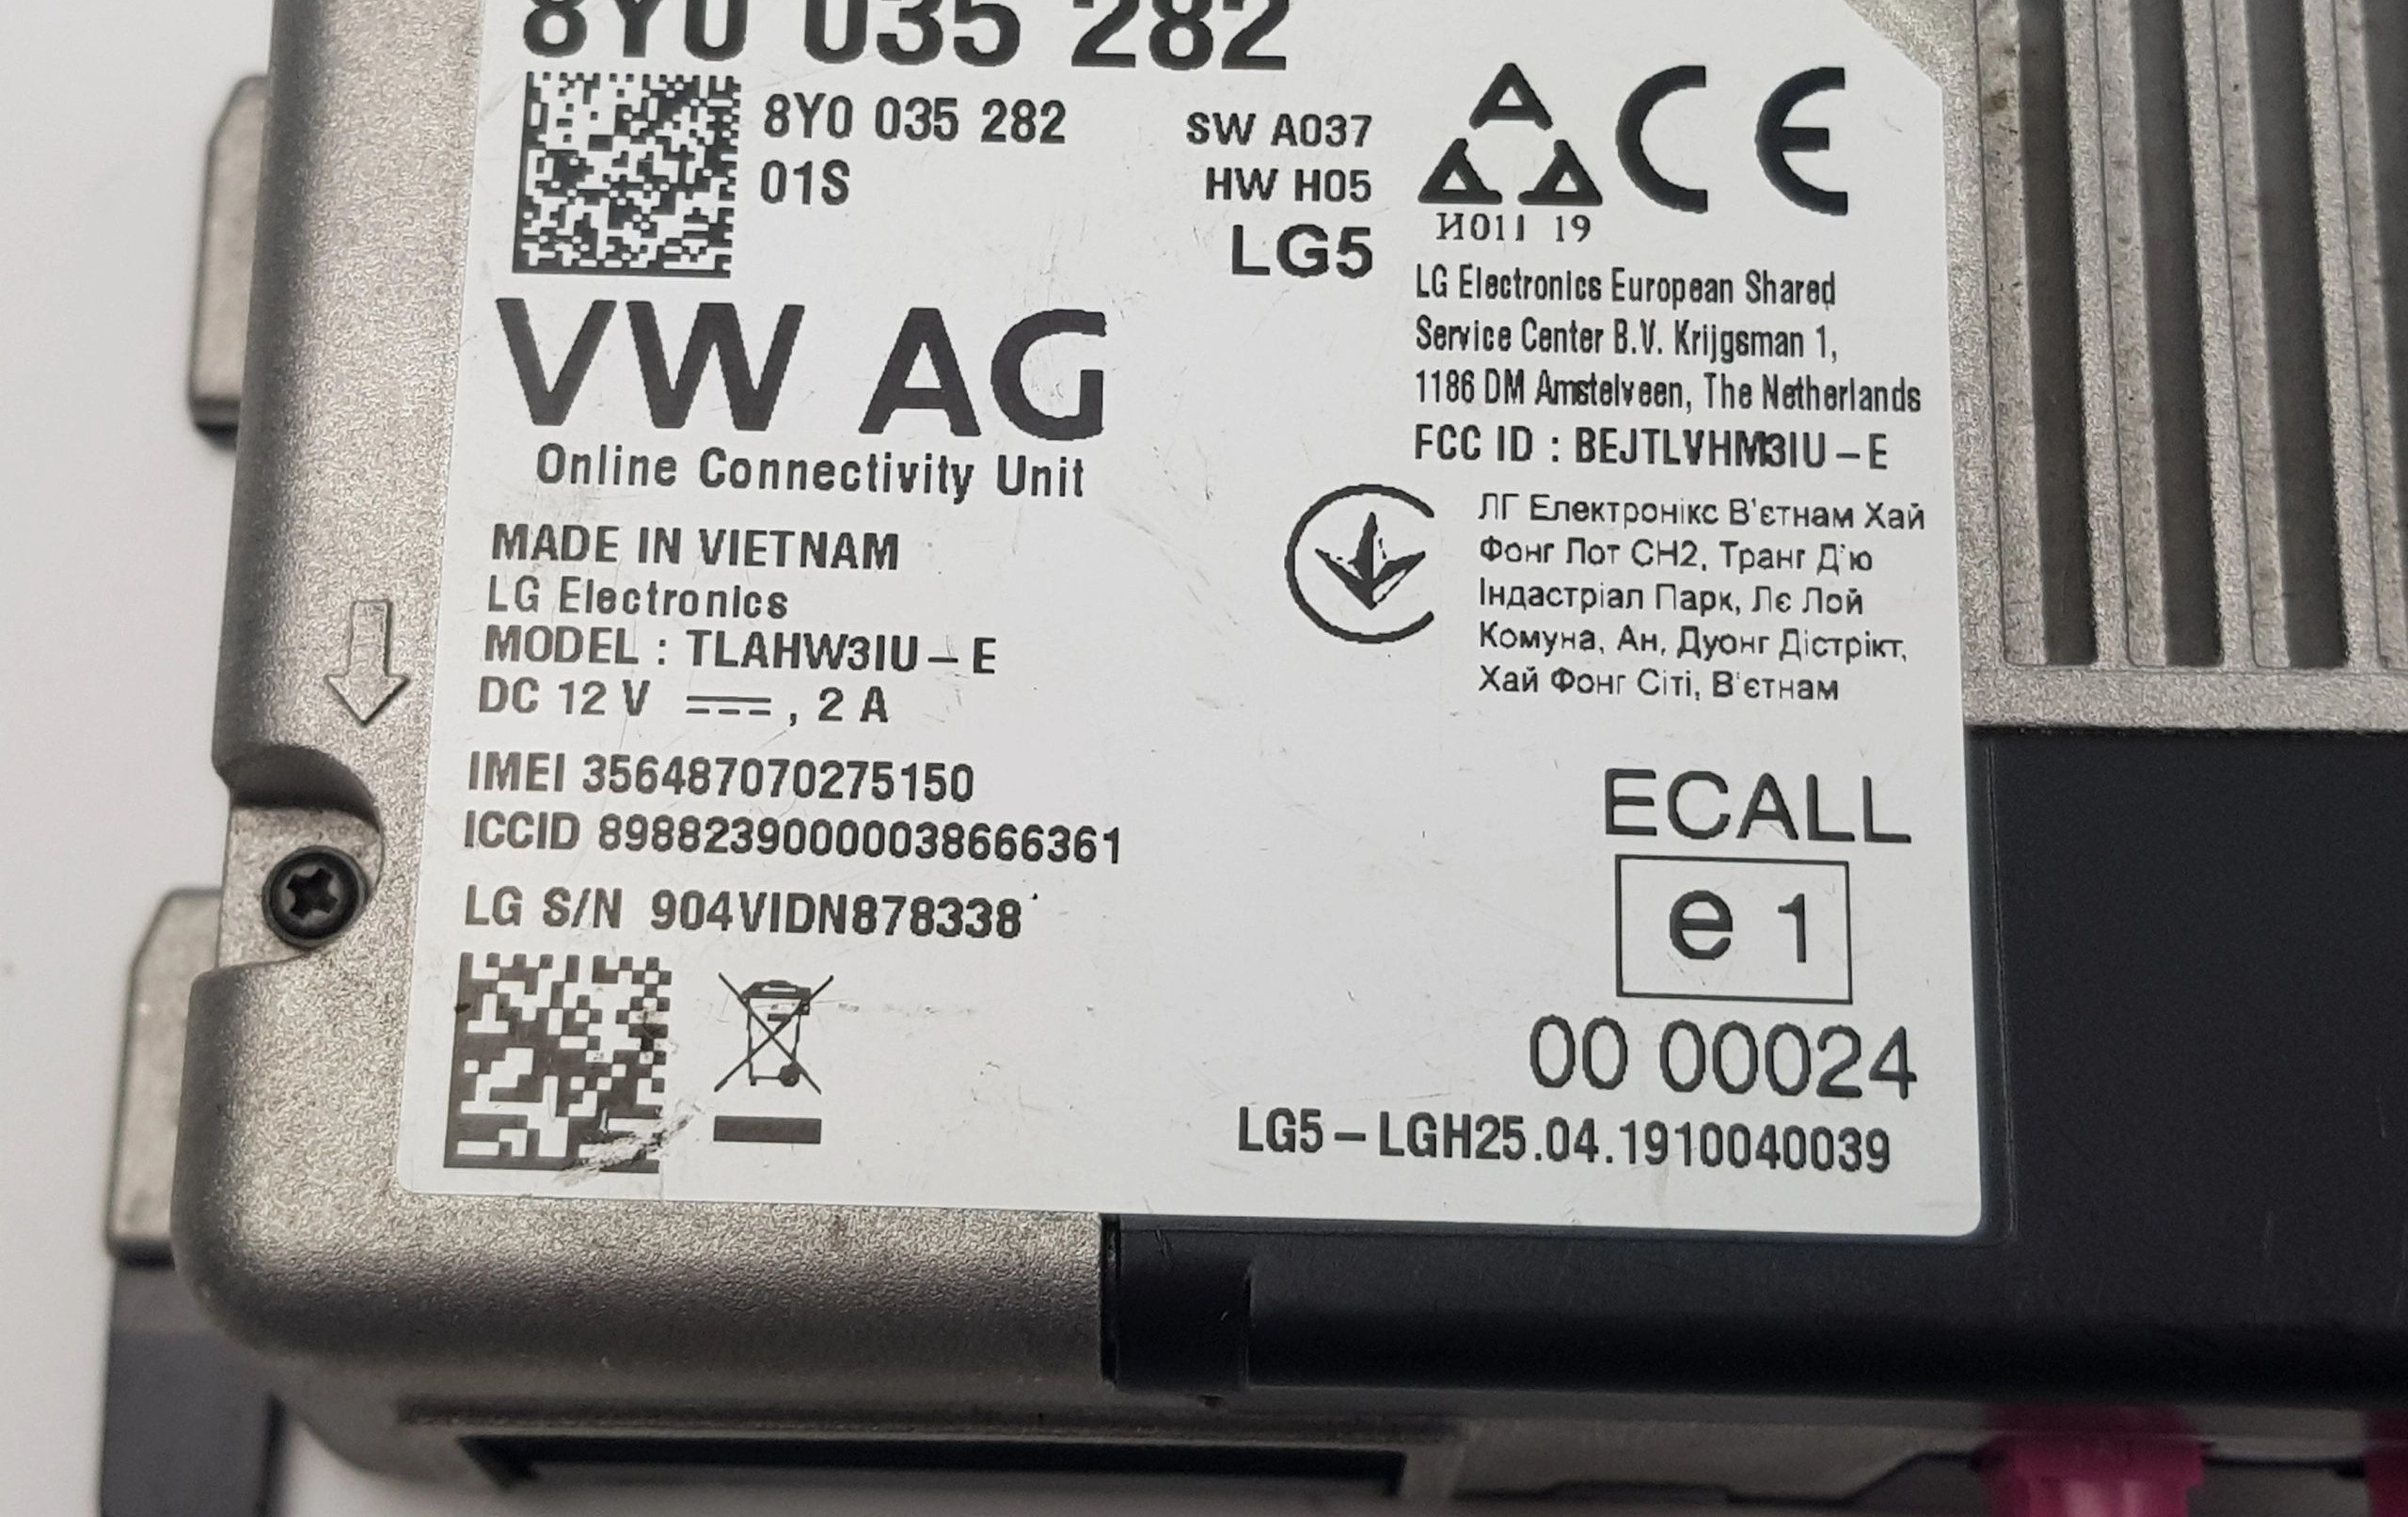 8Y0 035 282
8Y0 035 282
01S
SW A037
HW H05
LG5
VW AG
Online Connectivity Unit
MADE IN VIETNAM
LG Electronics
MODEL : TLAHW3IU – E
DC 12 V ⎓ , 2 A
IMEI 356487070275150
ICCID 89882390000038666361
LG S/N 904VIDN878338
AAA CE
И011 19
LG Electronics European Shared
Service Center B.V. Krijgsman 1,
1186 DM Amstelveen, The Netherlands
FCC ID : BEJTLVHM3IU – E
ЛГ Електронікс В'єтнам Хай
Фонг Лот СН2, Транг Д'ю
Індастріал Парк, Лє Лой
Комуна, Ан, Дуонг Дістрікт,
Хай Фонг Сіті, В'єтнам
ECALL
e 1
00 00024
LG5 – LGH25.04.1910040039